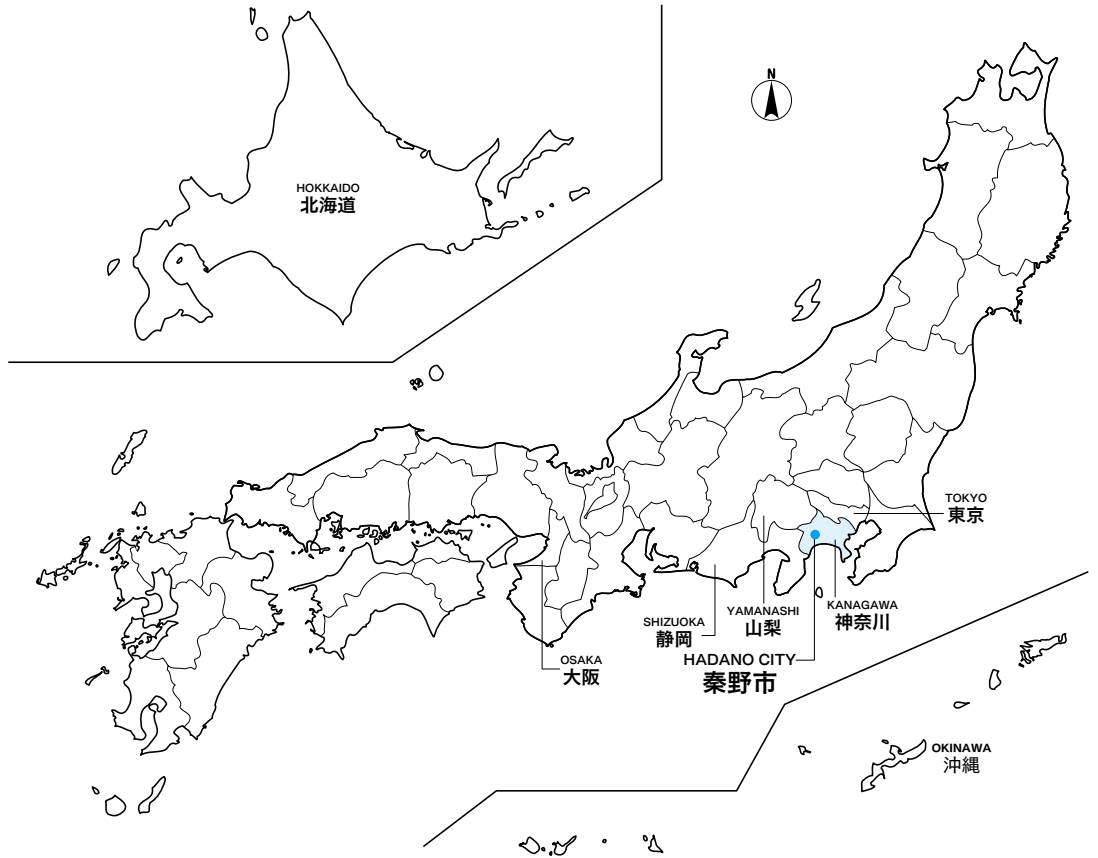 N
HOKKAIDO
北海道
TOKYO
東京
KANAGAWA
神奈川
YAMANASHI
山梨
SHIZUOKA
静岡
HADANO CITY
秦野市
OSAKA
大阪
OKINAWA
沖縄